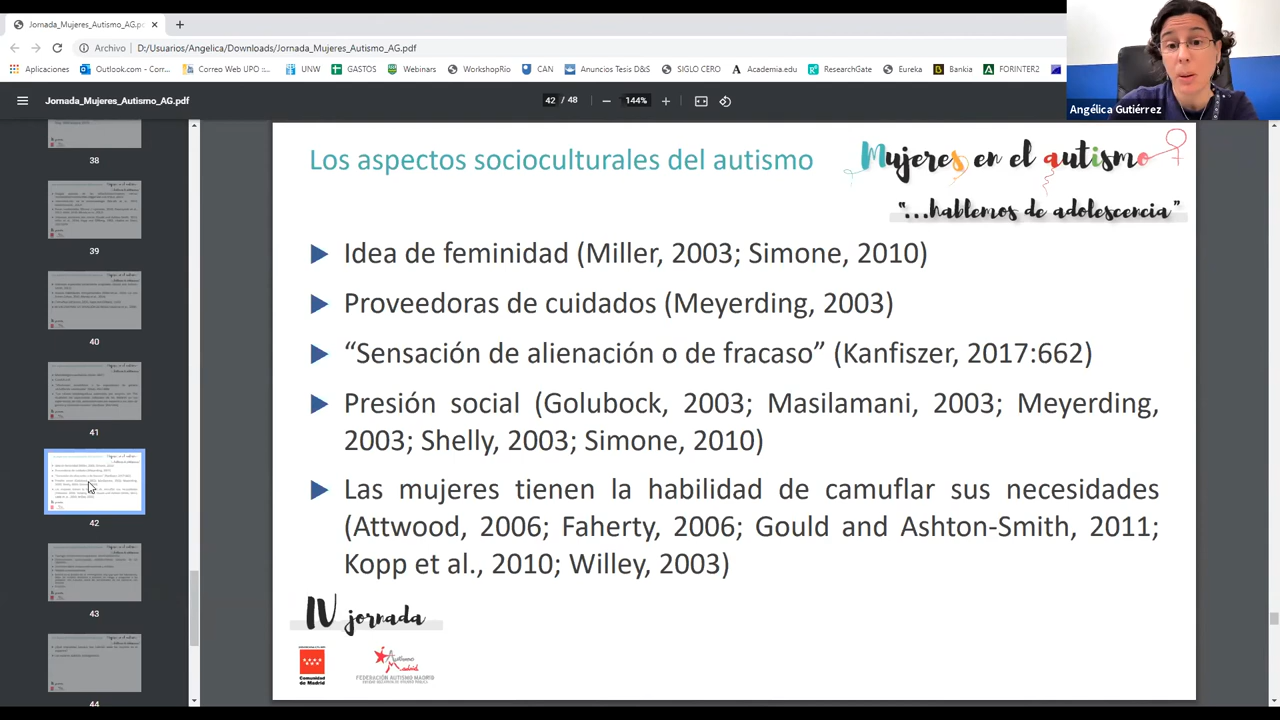 Jornada_Mujeres_Autismo_AG.pdf
Archivo D:/Usuarios/Angelica/Downloads/Jornada_Mujeres_Autismo_AG.pdf
Aplicaciones Outlook.com - Corr... Correo Web UPO ::... UNW GASTOS Webinars WorkshopRío CAN Anuncios Tesis D&S SIGLO CERO Academia.edu ResearchGate Eureka Bankia FORINTER2
Angélica Gutiérrez
Jornada_Mujeres_Autismo_AG.pdf 42 / 48 144%
38
39
40
41
42
43
44
Los aspectos socioculturales del autismo
Mujeres en el autismo
“...hablemos de adolescencia”
Idea de feminidad (Miller, 2003; Simone, 2010)
Proveedoras de cuidados (Meyerding, 2003)
“Sensación de alienación o de fracaso” (Kanfiszer, 2017:662)
Presión social (Golubock, 2003; Masilamani, 2003; Meyerding,
2003; Shelly, 2003; Simone, 2010)
Las mujeres tienen la habilidad de camuflar sus necesidades
(Attwood, 2006; Faherty, 2006; Gould and Ashton-Smith, 2011;
Kopp et al., 2010; Willey, 2003)
IV jornada
Comunidad
de Madrid
Autismo
Madrid
FEDERACIÓN AUTISMO MADRID